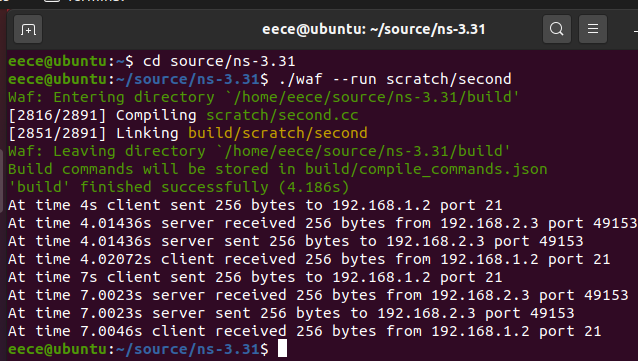 eece@ubuntu: ~/source/ns-3.31
eece@ubuntu:~$ cd source/ns-3.31
eece@ubuntu:~/source/ns-3.31$ ./waf --run scratch/second
Waf: Entering directory `/home/eece/source/ns-3.31/build'
[2816/2891] Compiling scratch/second.cc
[2851/2891] Linking build/scratch/second
Waf: Leaving directory `/home/eece/source/ns-3.31/build'
Build commands will be stored in build/compile_commands.json
'build' finished successfully (4.186s)
At time 4s client sent 256 bytes to 192.168.1.2 port 21
At time 4.01436s server received 256 bytes from 192.168.2.3 port 49153
At time 4.01436s server sent 256 bytes to 192.168.2.3 port 49153
At time 4.02072s client received 256 bytes from 192.168.1.2 port 21
At time 7s client sent 256 bytes to 192.168.1.2 port 21
At time 7.0023s server received 256 bytes from 192.168.2.3 port 49153
At time 7.0023s server sent 256 bytes to 192.168.2.3 port 49153
At time 7.0046s client received 256 bytes from 192.168.1.2 port 21
eece@ubuntu:~/source/ns-3.31$